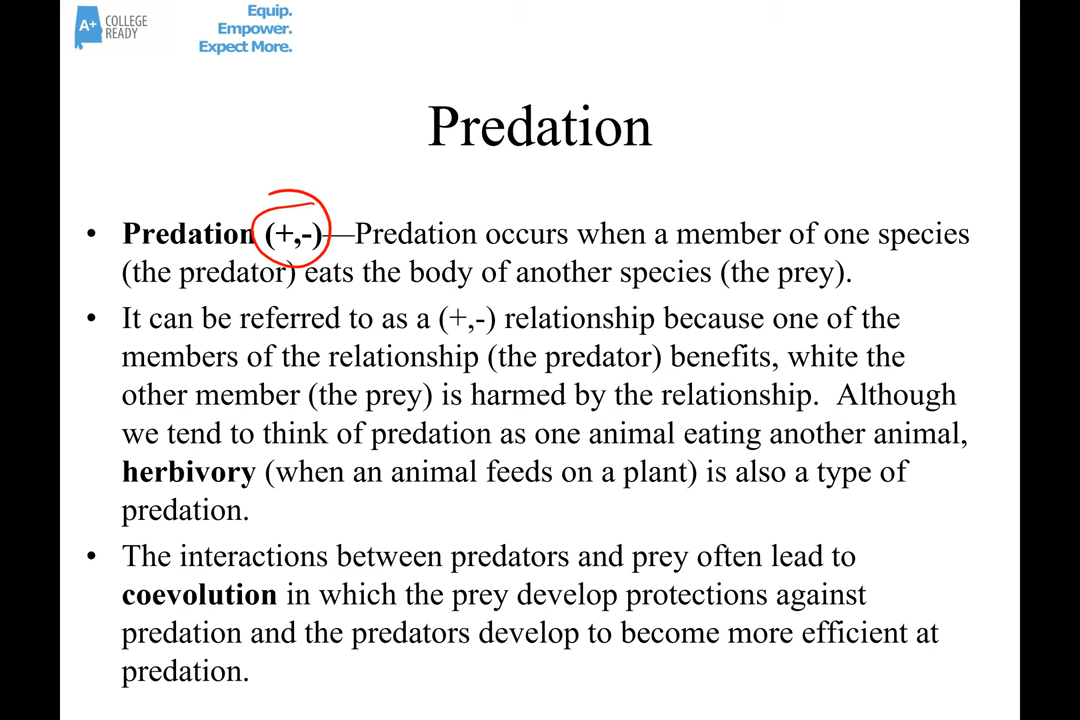 A+ COLLEGE
READY
Equip.
Empower.
Expect More.
Predation
• Predation (+,-)—Predation occurs when a member of one species
(the predator) eats the body of another species (the prey).
• It can be referred to as a (+,-) relationship because one of the
members of the relationship (the predator) benefits, white the
other member (the prey) is harmed by the relationship.  Although
we tend to think of predation as one animal eating another animal,
herbivory (when an animal feeds on a plant) is also a type of
predation.
• The interactions between predators and prey often lead to
coevolution in which the prey develop protections against
predation and the predators develop to become more efficient at
predation.